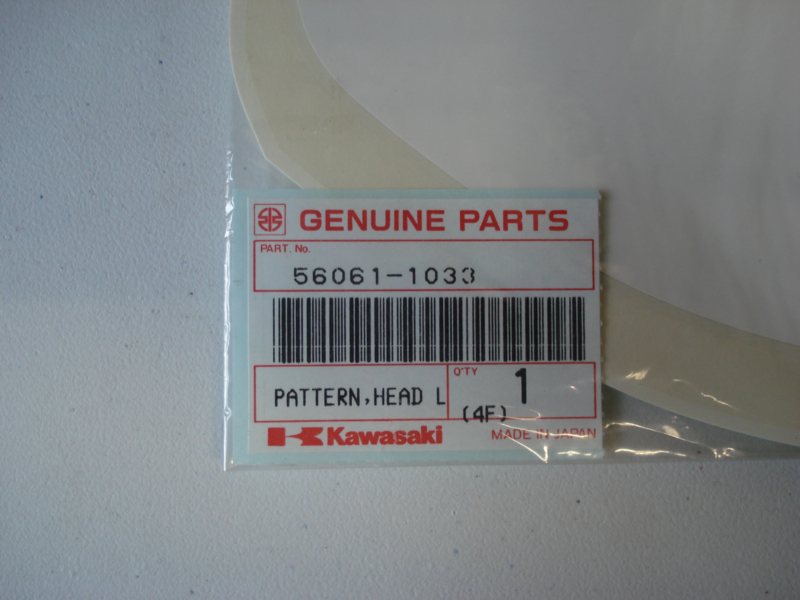 GENUINE PARTS
PART. No.
56061-1033
PATTERN,HEAD L
Q'TY
1
(4F)
Kawasaki
MADE IN JAPAN